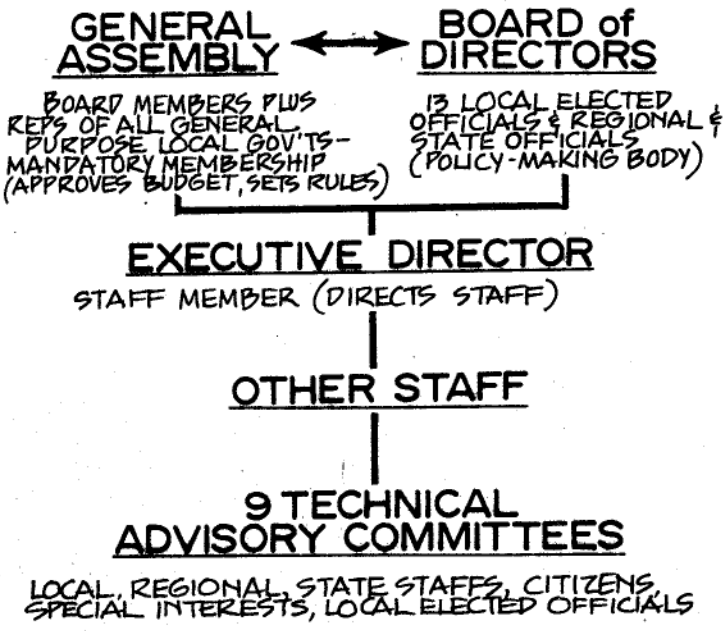 GENERAL
ASSEMBLY
BOARD MEMBERS PLUS
REPS OF ALL GENERAL
PURPOSE LOCAL GOV'TS-
MANDATORY MEMBERSHIP
(APPROVES BUDGET, SETS RULES)
BOARD of
DIRECTORS
13 LOCAL ELECTED
OFFICIALS & REGIONAL &
STATE OFFICIALS
(POLICY-MAKING BODY)
EXECUTIVE DIRECTOR
STAFF MEMBER (DIRECTS STAFF)
OTHER STAFF
9 TECHNICAL
ADVISORY COMMITTEES
LOCAL, REGIONAL, STATE STAFFS, CITIZENS,
SPECIAL INTERESTS, LOCAL ELECTED OFFICIALS